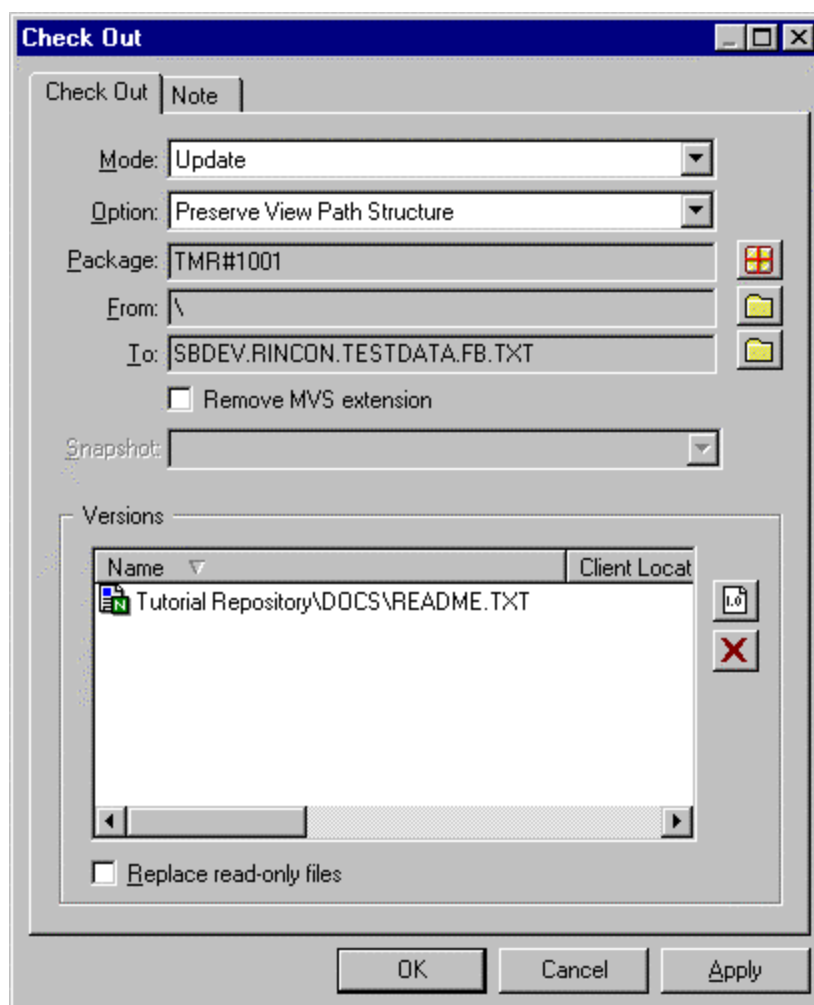 Check Out
Check Out Note
Mode: Update
Option: Preserve View Path Structure
Package: TMR#1001
From: \
To: SBDEV.RINCON.TESTDATA.FB.TXT
Remove MVS extension
Snapshot:
Versions
Name Client Locat
Tutorial Repository\DOCS\README.TXT
1.0
Replace read-only files
OK Cancel Apply